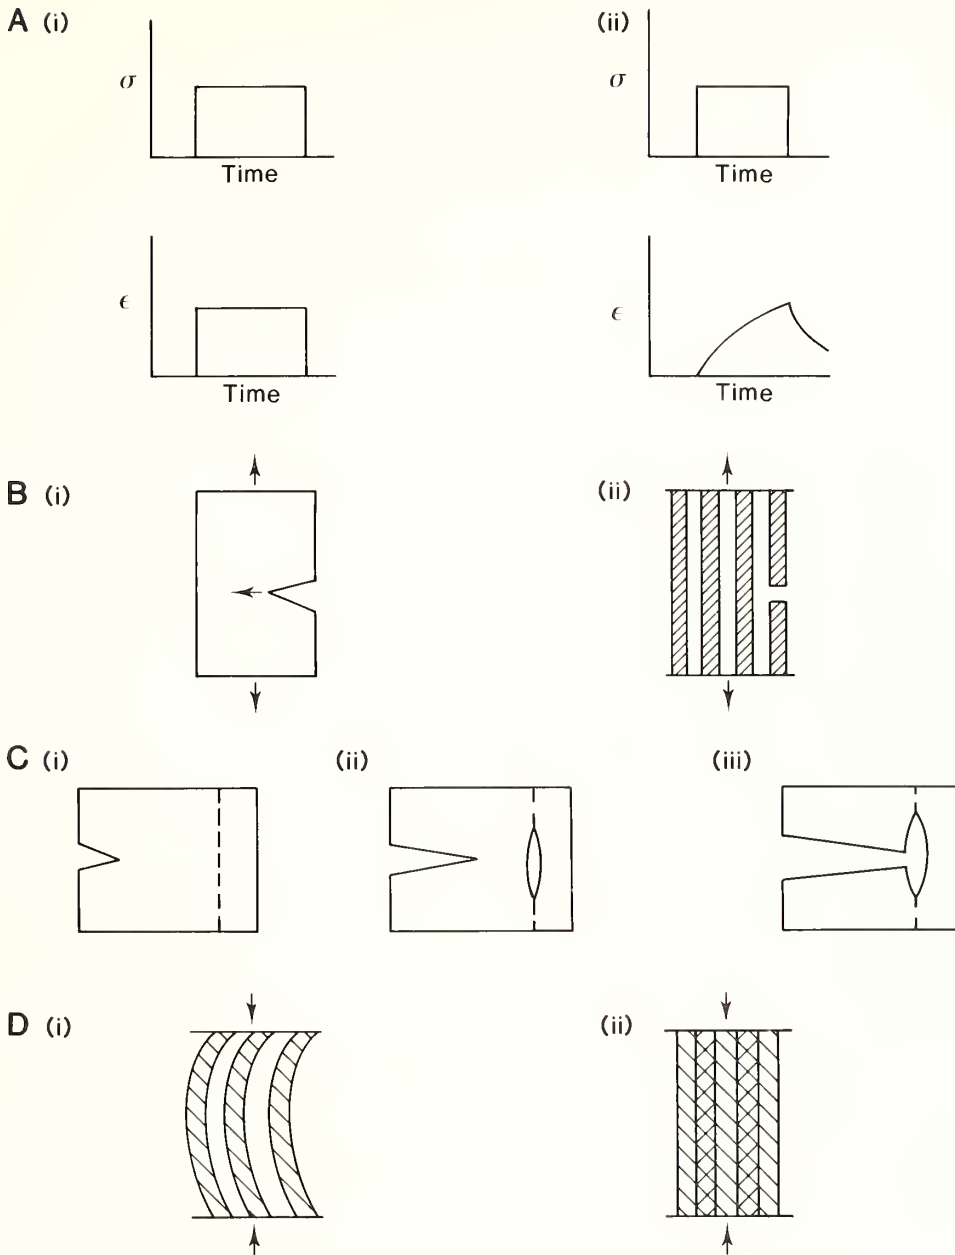 A (i) (ii)
σ σ
Time Time
ϵ ϵ
Time Time
B (i) (ii)
C (i) (ii) (iii)
D (i) (ii)